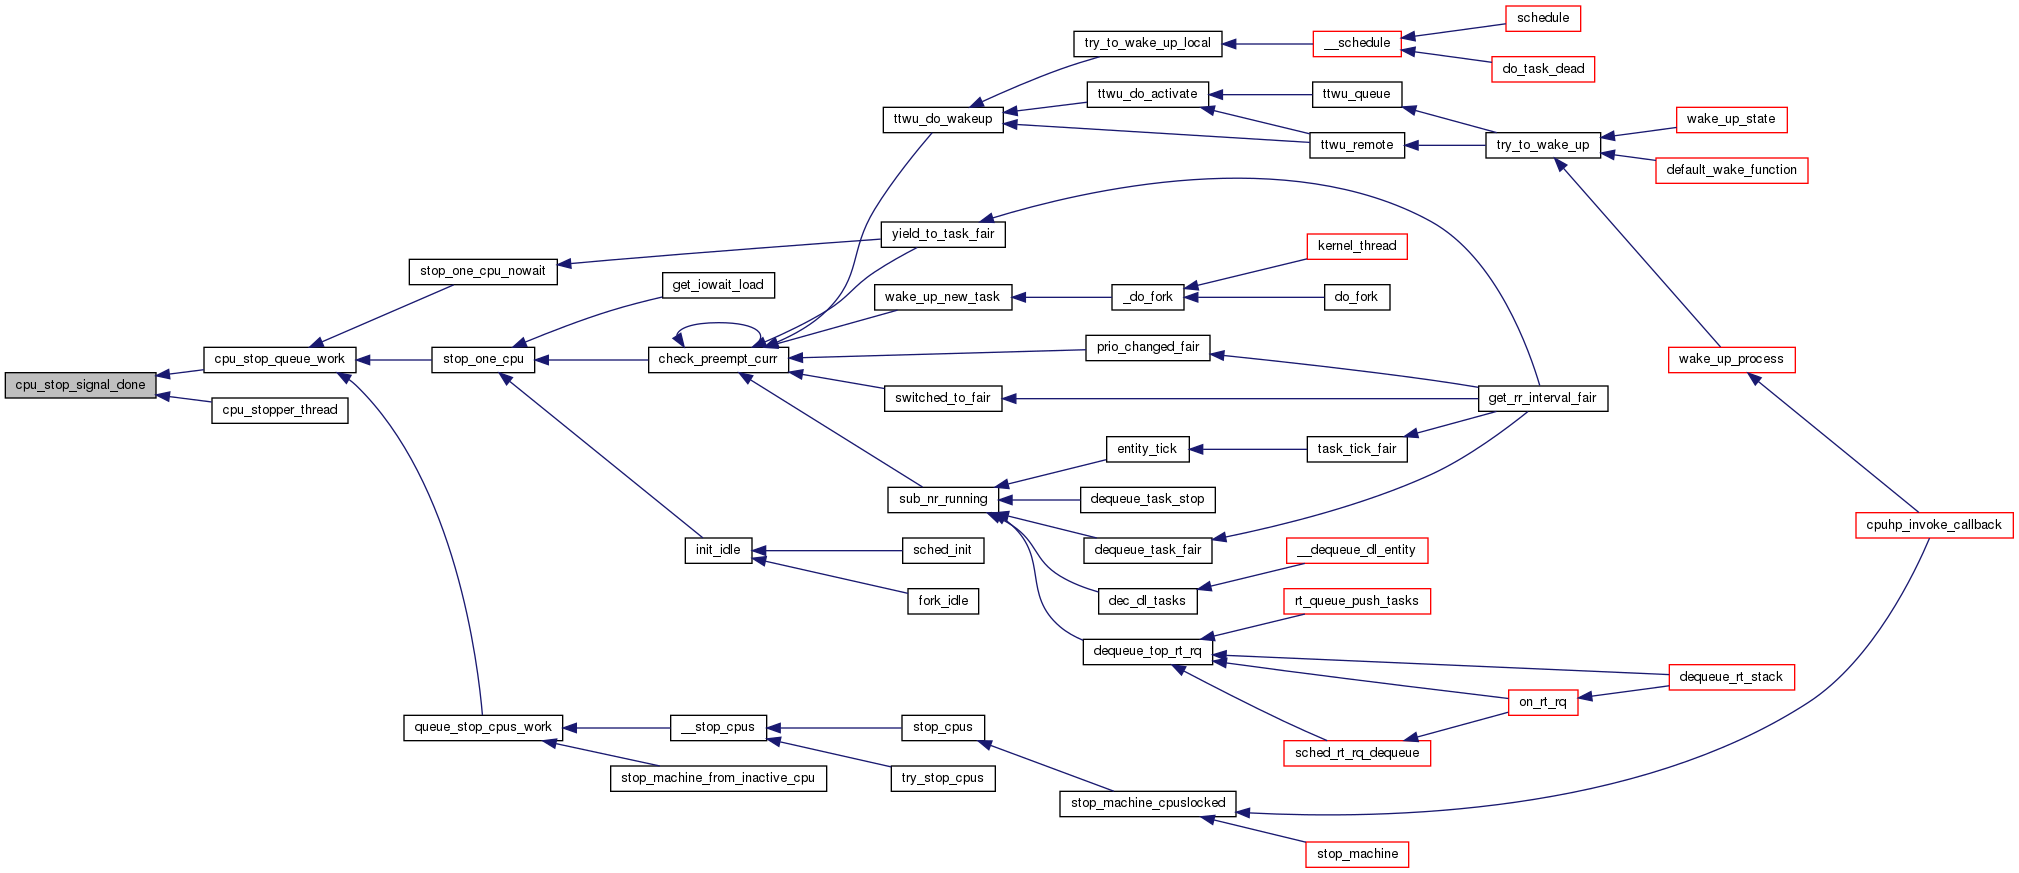 schedule
try_to_wake_up_local
__schedule
do_task_dead
ttwu_do_activate
ttwu_queue
ttwu_do_wakeup
wake_up_state
ttwu_remote
try_to_wake_up
default_wake_function
yield_to_task_fair
kernel_thread
stop_one_cpu_nowait
get_iowait_load
wake_up_new_task
_do_fork
do_fork
prio_changed_fair
cpu_stop_queue_work
stop_one_cpu
check_preempt_curr
wake_up_process
cpu_stop_signal_done
switched_to_fair
get_rr_interval_fair
cpu_stopper_thread
entity_tick
task_tick_fair
sub_nr_running
dequeue_task_stop
cpuhp_invoke_callback
init_idle
sched_init
dequeue_task_fair
__dequeue_dl_entity
fork_idle
dec_dl_tasks
rt_queue_push_tasks
dequeue_top_rt_rq
dequeue_rt_stack
on_rt_rq
queue_stop_cpus_work
__stop_cpus
stop_cpus
sched_rt_rq_dequeue
stop_machine_from_inactive_cpu
try_stop_cpus
stop_machine_cpuslocked
stop_machine